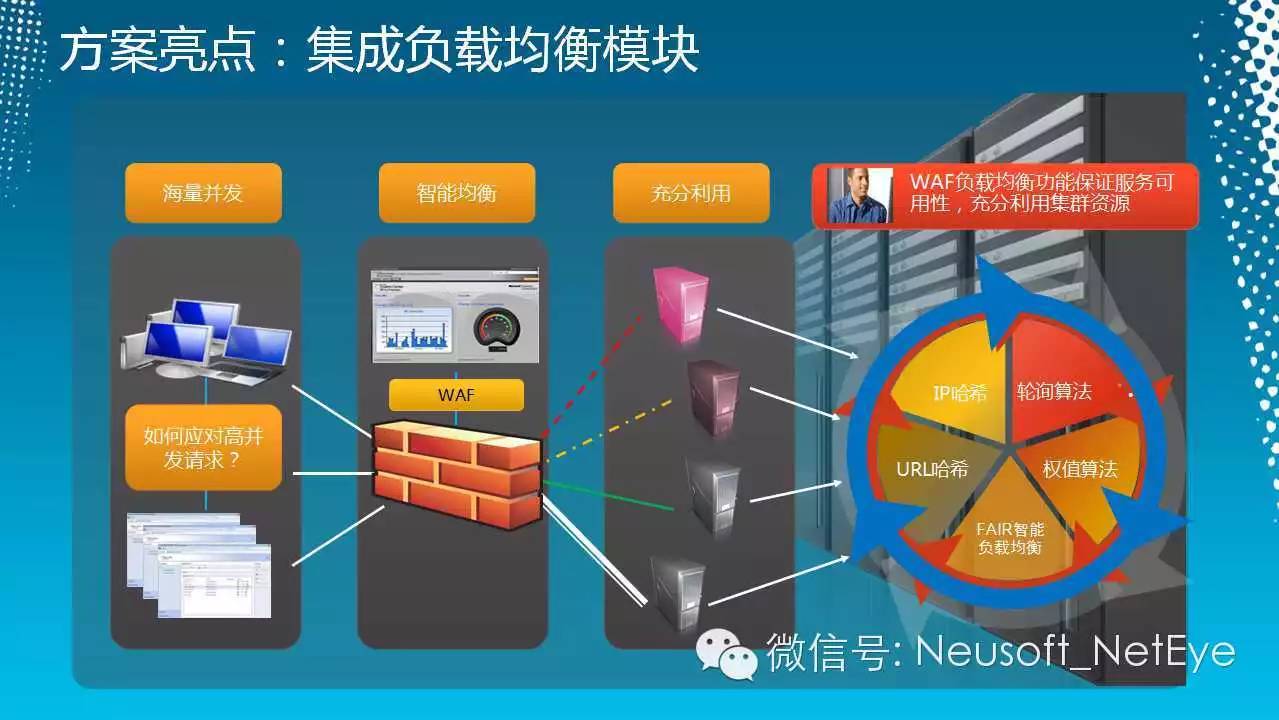 方案亮点：集成负载均衡模块
海量并发
智能均衡
充分利用
WAF负载均衡功能保证服务可
用性，充分利用集群资源
WAF
如何应对高并
发请求？
IP哈希
轮询算法
URL哈希
权值算法
FAIR智能
负载均衡
微信号: Neusoft_NetEye